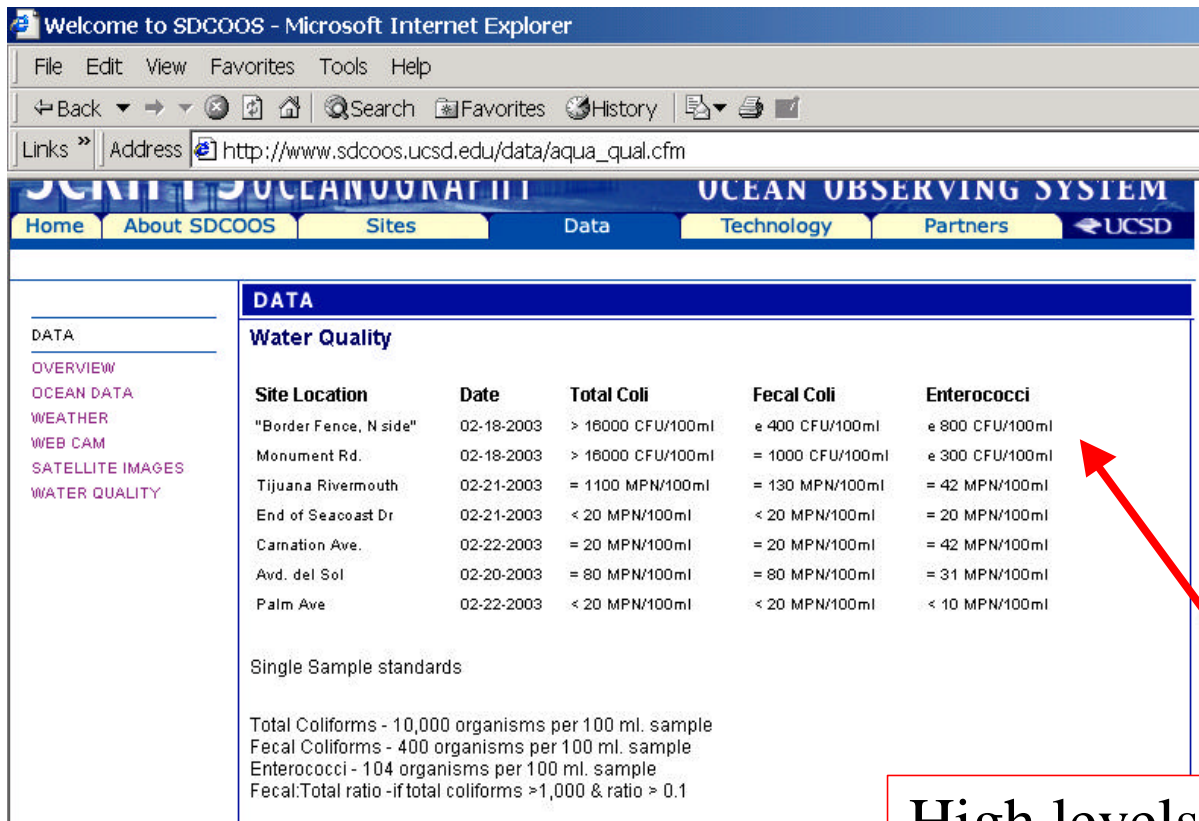 Welcome to SDCOOS - Microsoft Internet Explorer
File Edit View Favorites Tools Help
Back Search Favorites History
Links » Address http://www.sdcoos.ucsd.edu/data/aqua_qual.cfm
SCRIPPS OCEANOGRAPHY OCEAN OBSERVING SYSTEM
Home About SDCOOS Sites Data Technology Partners UCSD
DATA
DATA
OVERVIEW
OCEAN DATA
WEATHER
WEB CAM
SATELLITE IMAGES
WATER QUALITY
Water Quality
Site Location Date Total Coli Fecal Coli Enterococci
"Border Fence, N side" 02-18-2003 > 16000 CFU/100ml e 400 CFU/100ml e 800 CFU/100ml
Monument Rd. 02-18-2003 > 16000 CFU/100ml = 1000 CFU/100ml e 300 CFU/100ml
Tijuana Rivermouth 02-21-2003 = 1100 MPN/100ml = 130 MPN/100ml = 42 MPN/100ml
End of Seacoast Dr 02-21-2003 < 20 MPN/100ml < 20 MPN/100ml = 20 MPN/100ml
Carnation Ave. 02-22-2003 = 20 MPN/100ml = 20 MPN/100ml = 42 MPN/100ml
Avd. del Sol 02-20-2003 = 80 MPN/100ml = 80 MPN/100ml = 31 MPN/100ml
Palm Ave 02-22-2003 < 20 MPN/100ml < 20 MPN/100ml < 10 MPN/100ml
Single Sample standards
Total Coliforms - 10,000 organisms per 100 ml. sample
Fecal Coliforms - 400 organisms per 100 ml. sample
Enterococci - 104 organisms per 100 ml. sample
Fecal:Total ratio -if total coliforms >1,000 & ratio > 0.1
High levels